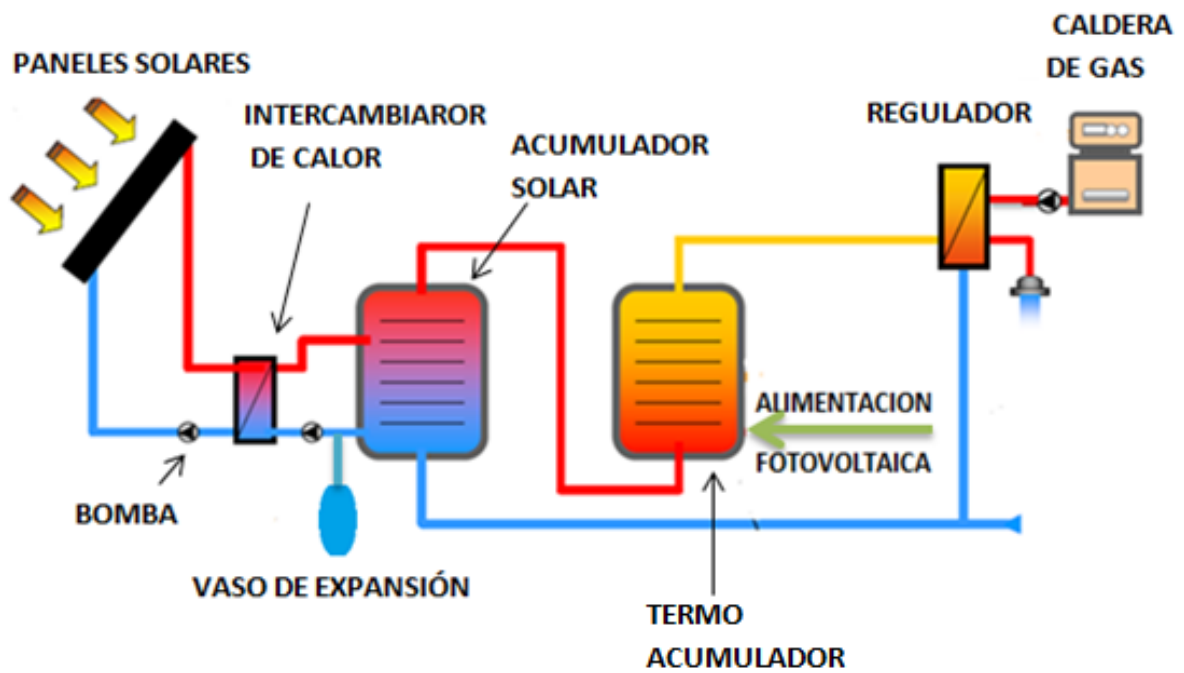 PANELES SOLARES
INTERCAMBIAROR
DE CALOR
ACUMULADOR
SOLAR
REGULADOR
CALDERA
DE GAS
ALIMENTACION
FOTOVOLTAICA
BOMBA
VASO DE EXPANSIÓN
TERMO
ACUMULADOR